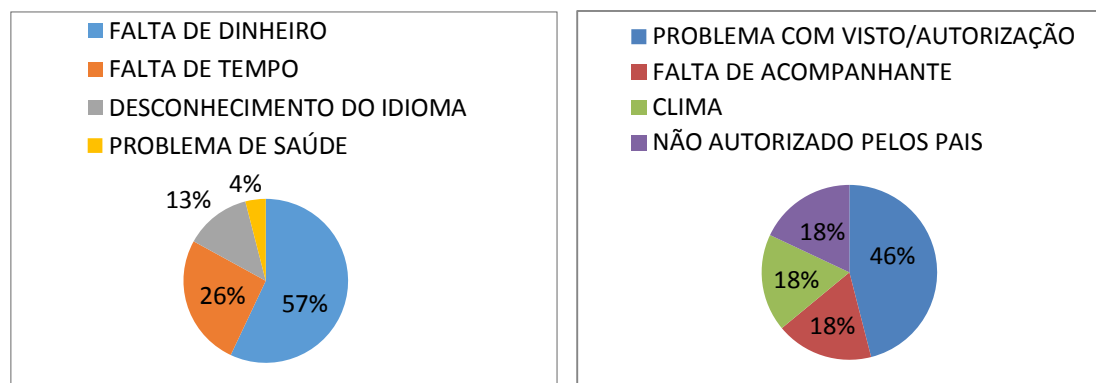 FALTA DE DINHEIRO
FALTA DE TEMPO
DESCONHECIMENTO DO IDIOMA
PROBLEMA DE SAÚDE
4%
13%
26%
57%
PROBLEMA COM VISTO/AUTORIZAÇÃO
FALTA DE ACOMPANHANTE
CLIMA
NÃO AUTORIZADO PELOS PAIS
18%
46%
18%
18%